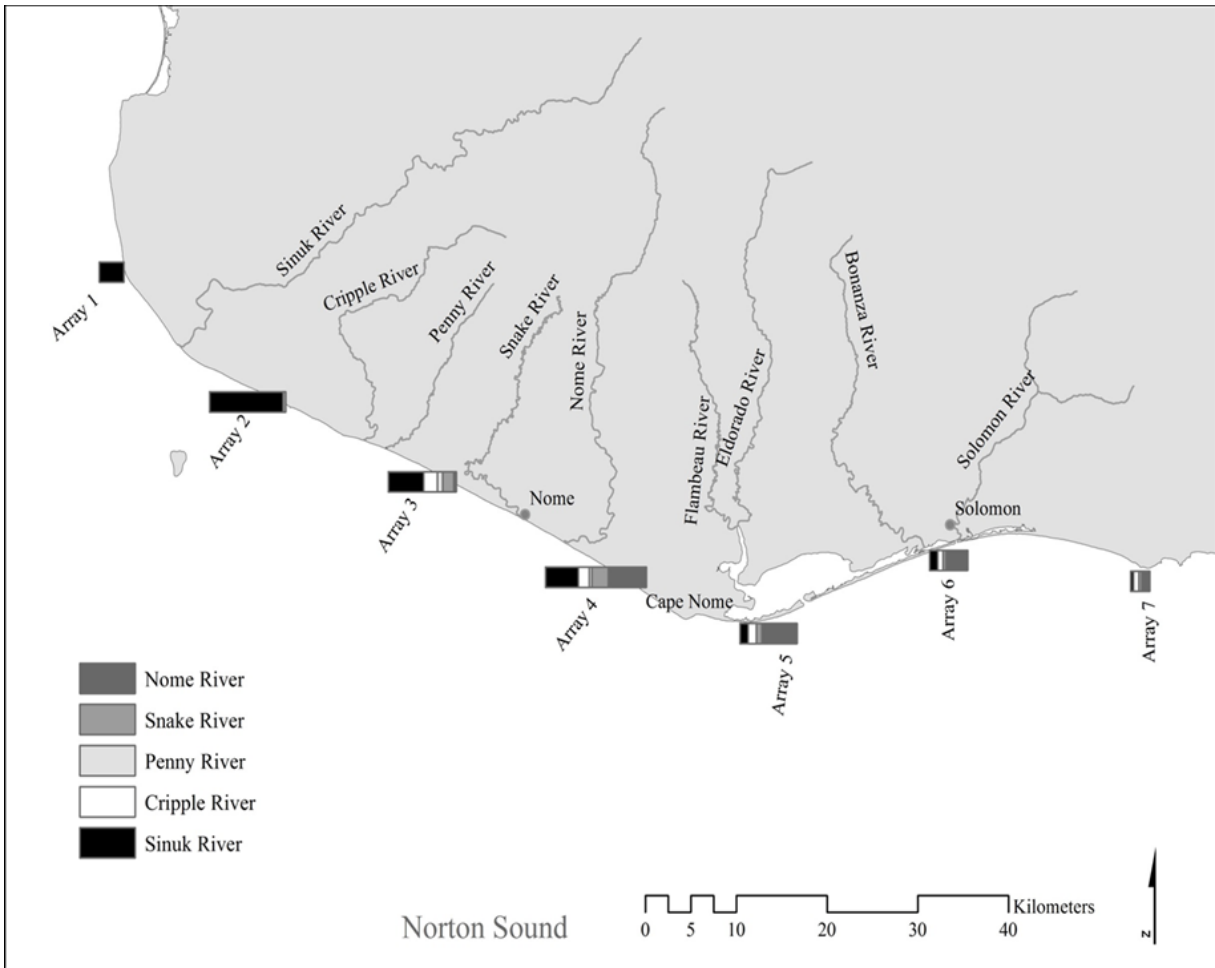 Sinuk River
Cripple River
Penny River
Snake River
Nome River
Flambeau River
Eldorado River
Bonanza River
Solomon River
Array 1
Array 2
Array 3
Nome
Solomon
Array 4
Cape Nome
Array 5
Array 6
Array 7
Nome River
Snake River
Penny River
Cripple River
Sinuk River
Norton Sound
Kilometers
0 5 10 20 30 40
N